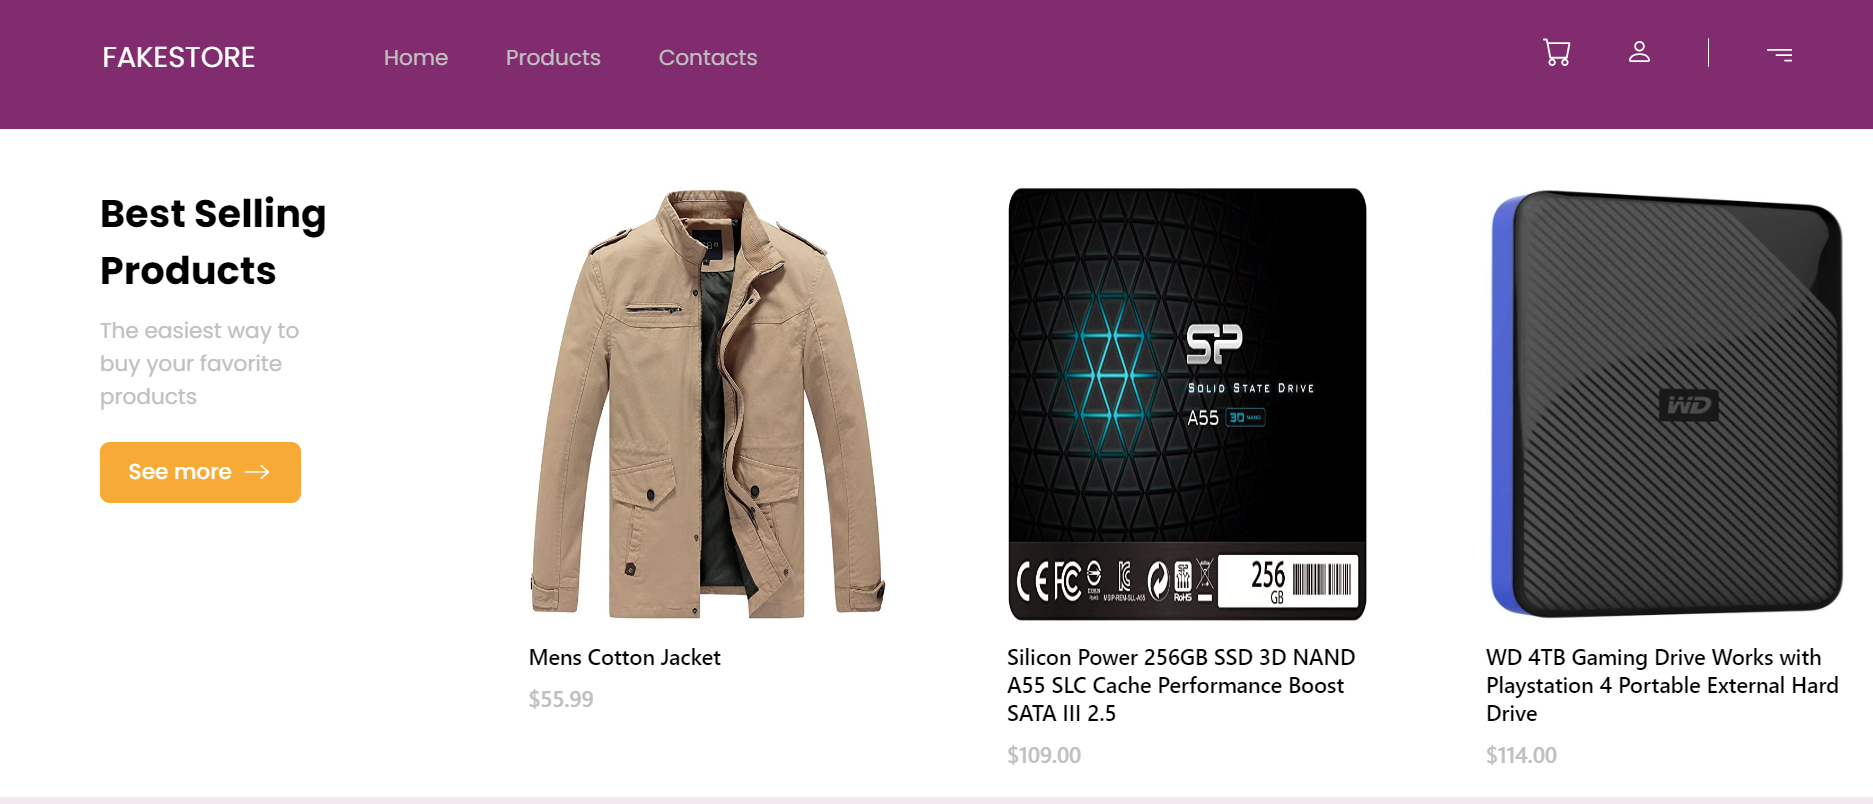 FAKESTORE
Home
Products
Contacts
Best Selling
Products
The easiest way to
buy your favorite
products
See more
SP
SOLID STATE DRIVE
A55 3D NAND
CE FC
RoHS
256
GB
WD
Mens Cotton Jacket
$55.99
Silicon Power 256GB SSD 3D NAND
A55 SLC Cache Performance Boost
SATA III 2.5
$109.00
WD 4TB Gaming Drive Works with
Playstation 4 Portable External Hard
Drive
$114.00